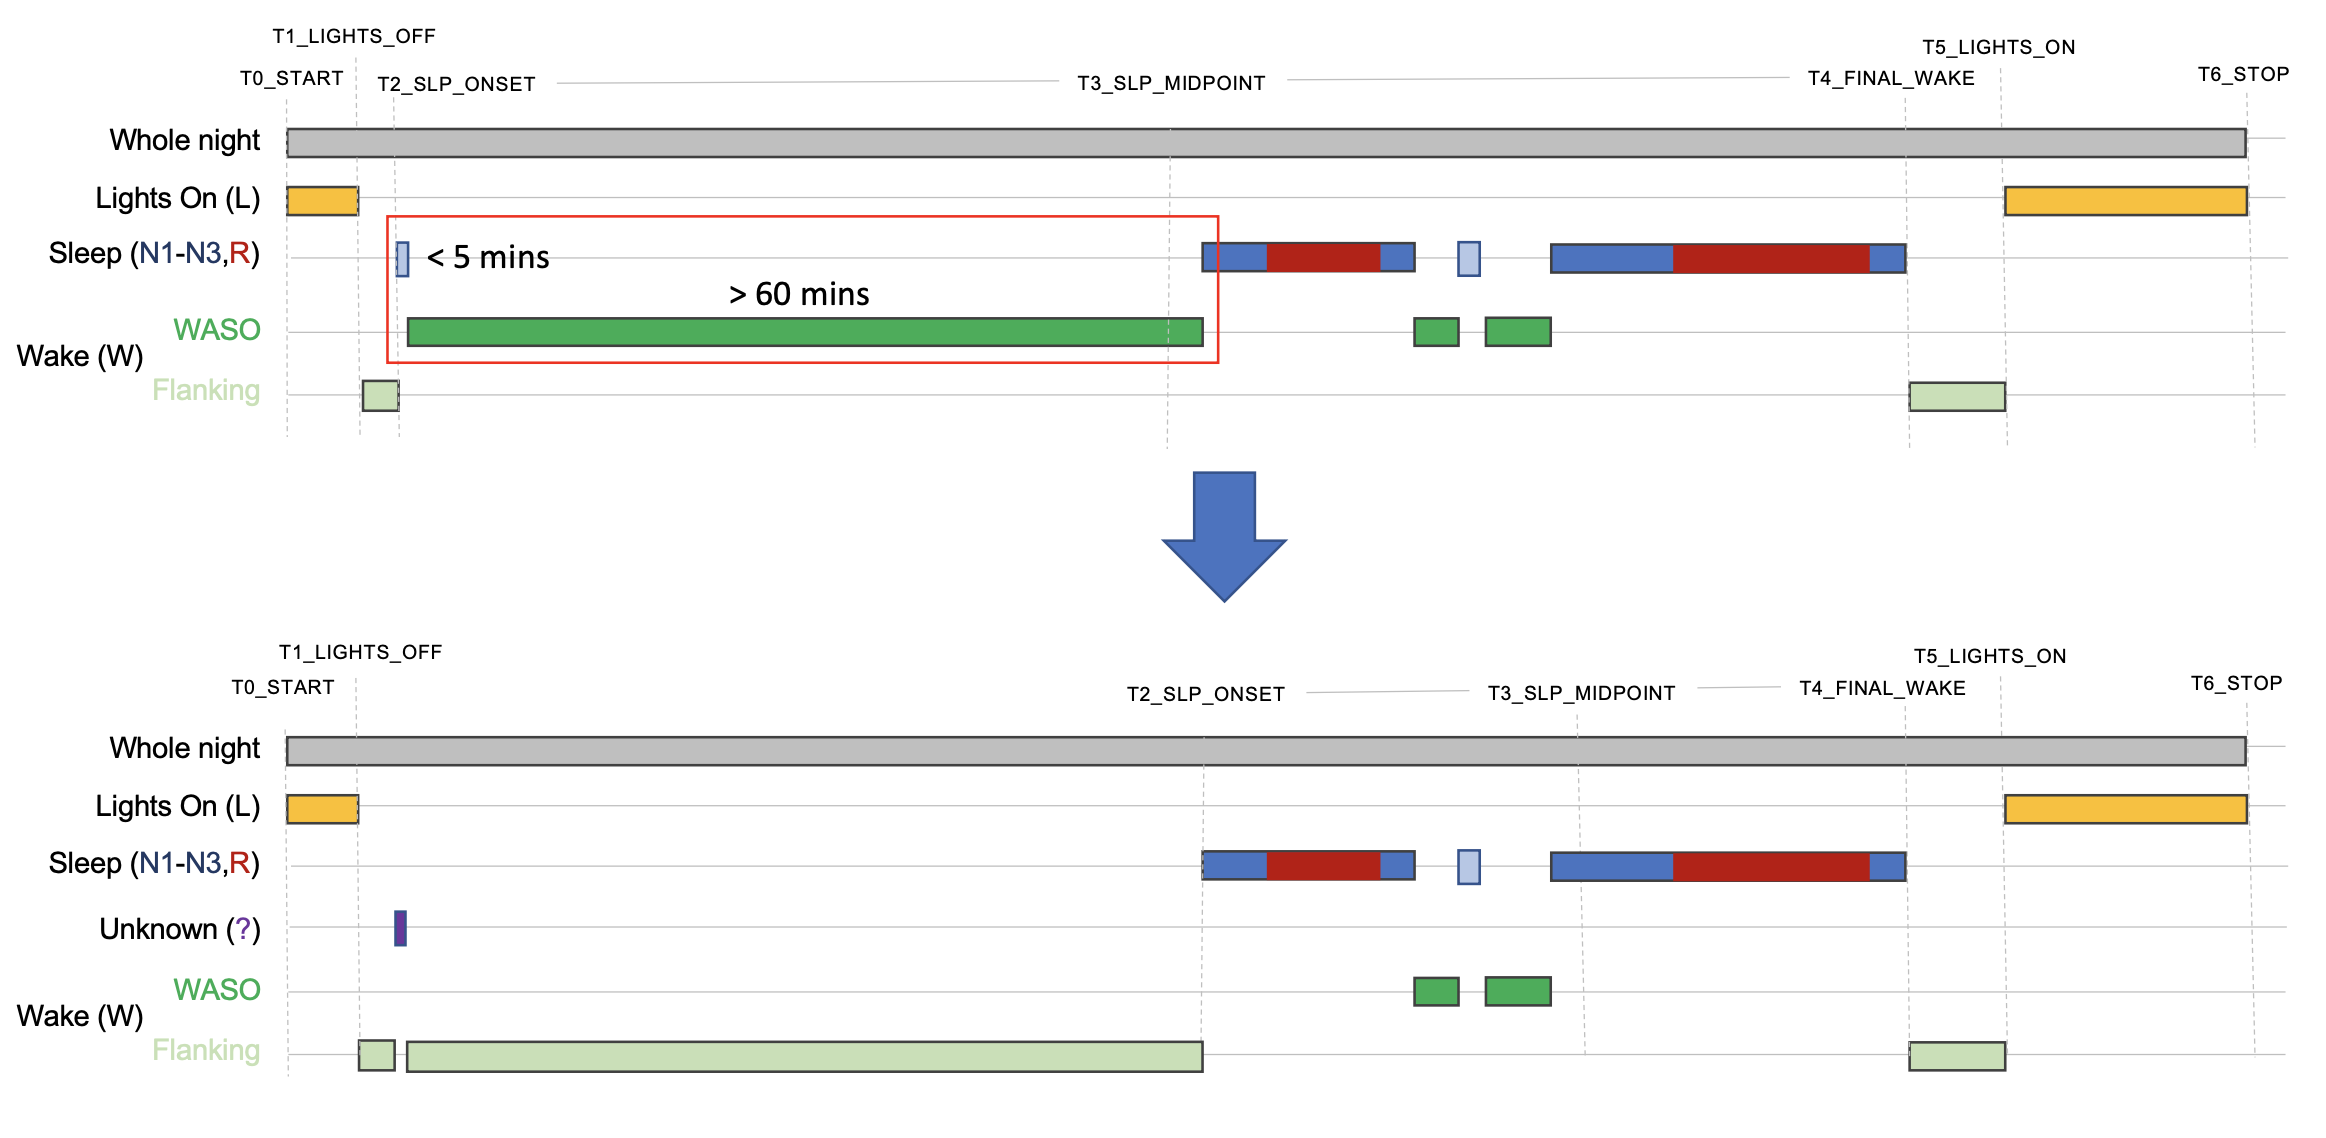 T1_LIGHTS_OFF
T5_LIGHTS_ON
T0_START
T2_SLP_ONSET
T3_SLP_MIDPOINT
T4_FINAL_WAKE
T6_STOP
Whole night
Lights On (L)
Sleep (N1-N3,R)
< 5 mins
> 60 mins
WASO
Wake (W)
Flanking
T1_LIGHTS_OFF
T5_LIGHTS_ON
T0_START
T2_SLP_ONSET
T3_SLP_MIDPOINT
T4_FINAL_WAKE
T6_STOP
Whole night
Lights On (L)
Sleep (N1-N3,R)
Unknown (?)
WASO
Wake (W)
Flanking